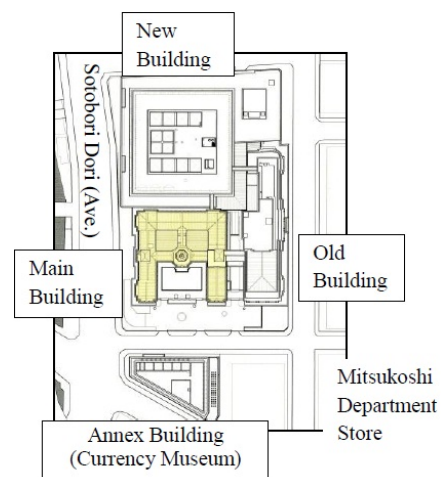 New
Building
Sotobori Dori (Ave.)
Main
Building
Old
Building
Mitsukoshi
Department
Store
Annex Building
(Currency Museum)